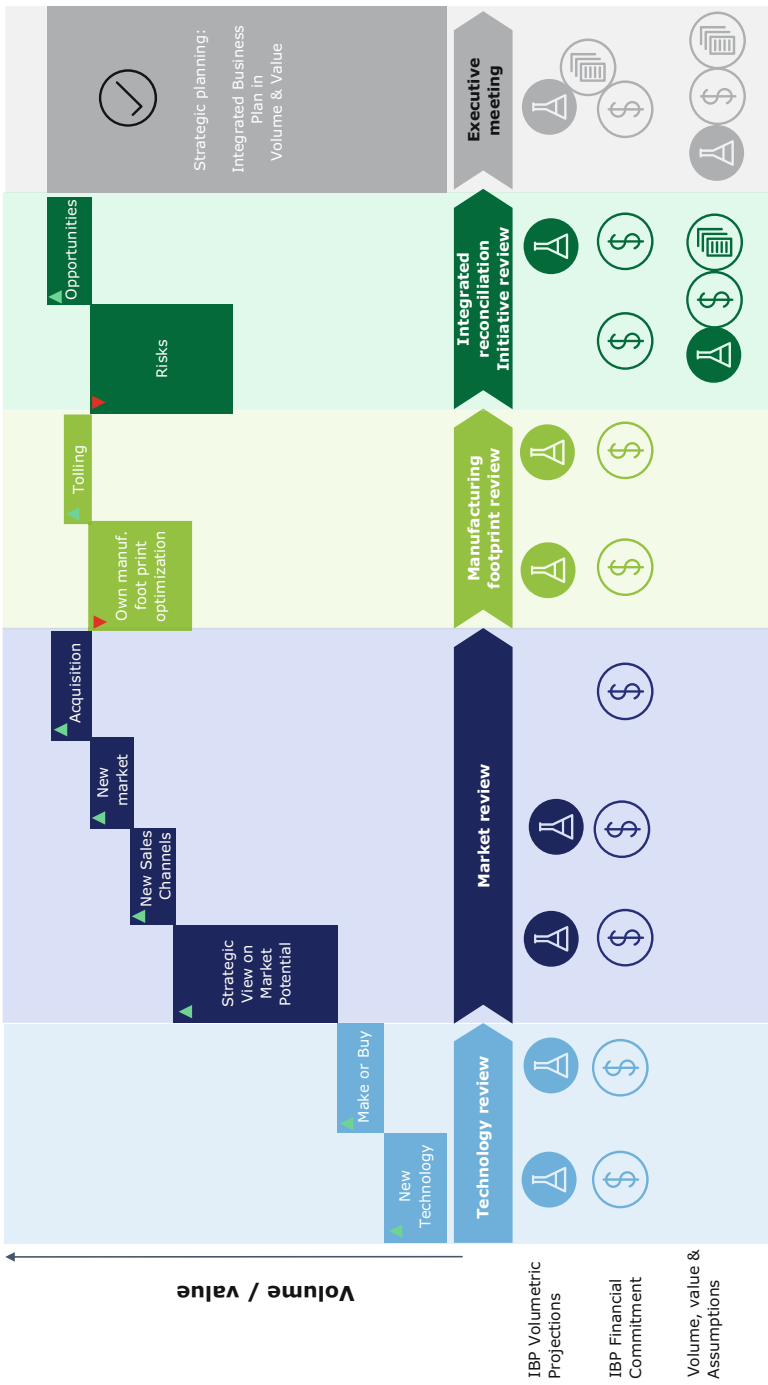 Volume / value
New
Technology
Make or Buy
Strategic
View on
Market
Potential
New Sales
Channels
New
market
Acquisition
Own manuf.
foot print
optimization
Tolling
Risks
Opportunities
Strategic planning:
Integrated Business
Plan in
Volume & Value
Technology review
Market review
Manufacturing
footprint review
Integrated
reconciliation
Initiative review
Executive
meeting
IBP Volumetric
Projections
IBP Financial
Commitment
Volume, value &
Assumptions